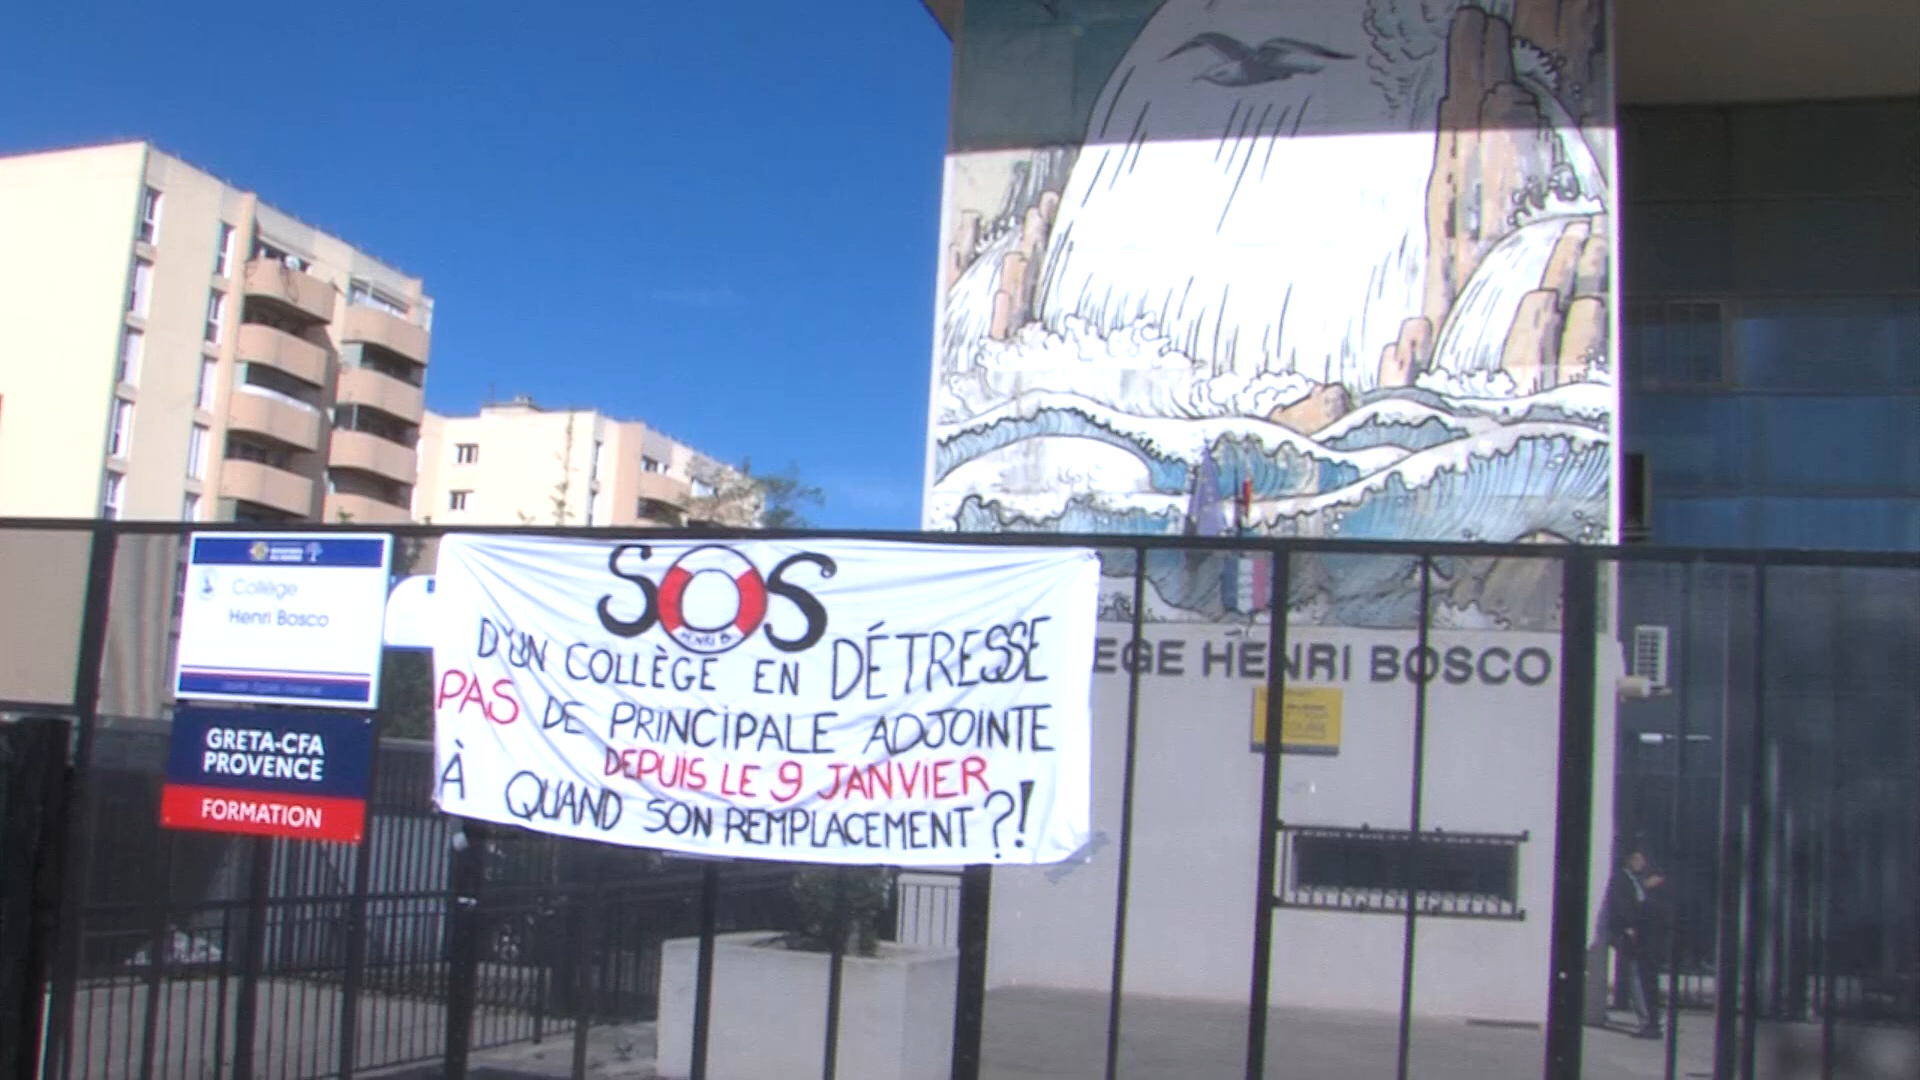 SOS
HENRI B.
D'UN COLLÈGE EN DÉTRESSE
PAS DE PRINCIPALE ADJOINTE
DEPUIS LE 9 JANVIER
À QUAND SON REMPLACEMENT ?!
Collège
Henri Bosco
GRETA-CFA
PROVENCE
FORMATION
EGE HENRI BOSCO